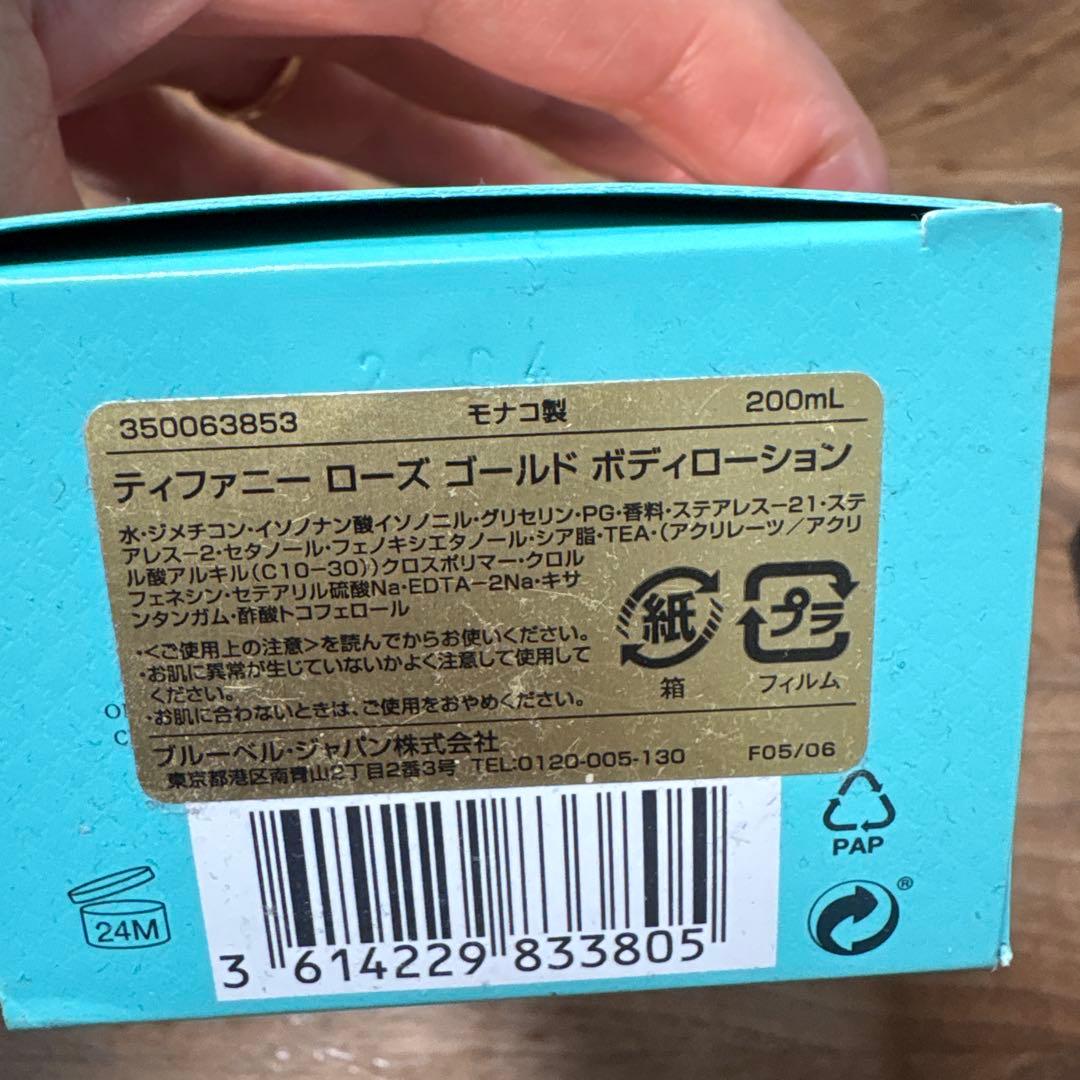 350063853 モナコ製 200mL
ティファニー ローズ ゴールド ボディローション
水・ジメチコン・イソノナン酸イソノニル・グリセリン・PG・香料・ステアレス−21・ステ
アレス−2・セタノール・フェノキシエタノール・シア脂・TEA・(アクリレーツ/アクリ
ル酸アルキル(C10−30))クロスポリマー・クロル
フェネシン・セテアリル硫酸Na・EDTA−2Na・キサ
ンタンガム・酢酸トコフェロール
・<ご使用上の注意>を読んでからお使いください。
・お肌に異常が生じていないかよく注意して使用して
ください。
・お肌に合わないときは、ご使用をおやめください。
紙 プラ
箱 フィルム
ブルーベル・ジャパン株式会社
東京都港区南青山2丁目2番3号 TEL:0120-005-130 F05/06
PAP
24M
®
3 614229 833805